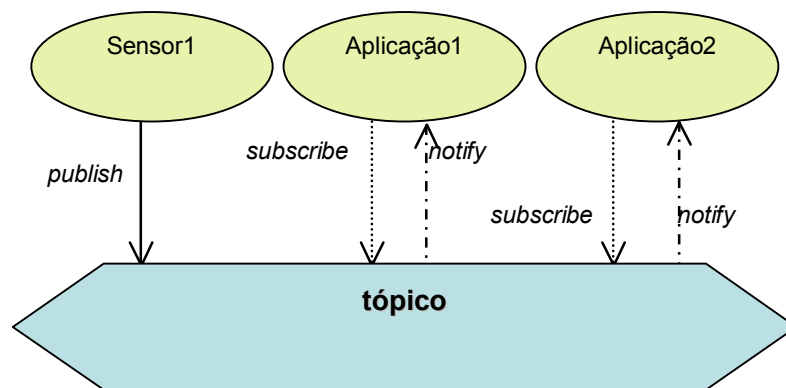 Sensor1
Aplicação1
Aplicação2
publish
subscribe
notify
subscribe
notify
tópico